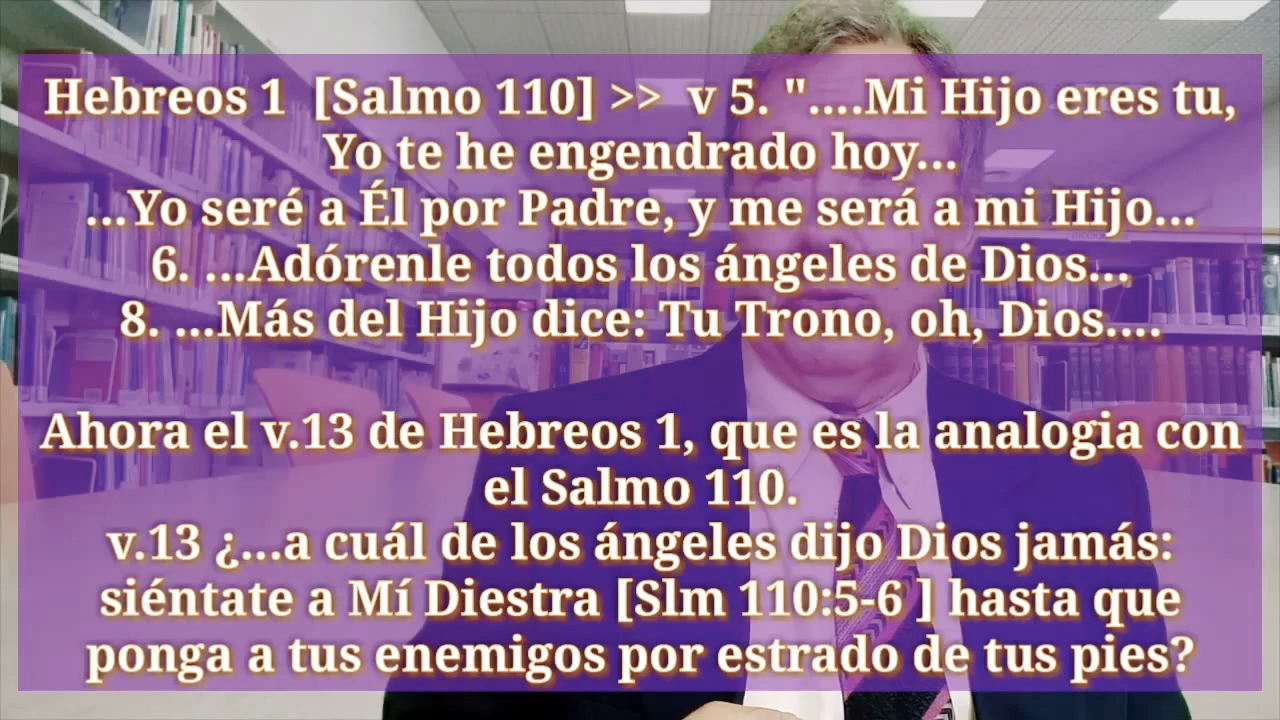 Hebreos 1 [Salmo 110] >> v 5. "....Mi Hijo eres tu,
Yo te he engendrado hoy...
...Yo seré a Él por Padre, y me será a mi Hijo...
6. ...Adórenle todos los ángeles de Dios...
8. ...Más del Hijo dice: Tu Trono, oh, Dios....
Ahora el v.13 de Hebreos 1, que es la analogia con
el Salmo 110.
v.13 ¿...a cuál de los ángeles dijo Dios jamás:
siéntate a Mí Diestra [Slm 110:5-6 ] hasta que
ponga a tus enemigos por estrado de tus pies?